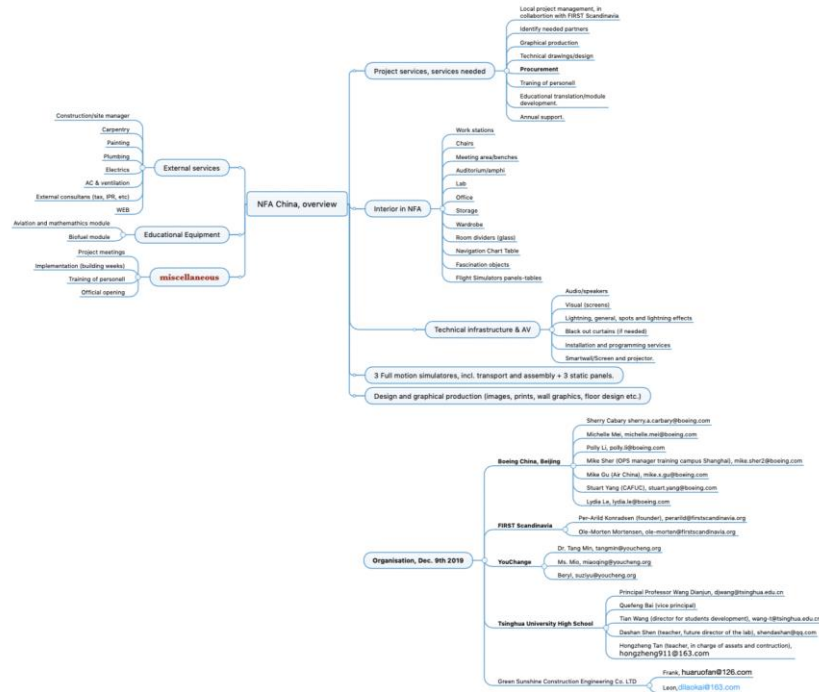 Local project management, in
collabortion with FIRST Scandinavia
Identify needed partners
Graphical production
Technical drawings/design
Project services, services needed
Procurement
Traning of personell
Educational translation/module
development.
Annual support.
Construction/site manager
Carpentry
Painting
Plumbing
External services
Electrics
AC & ventilation
External consultans (tax, IPR, etc)
WEB
Aviation and mathemathics module
Educational Equipment
Biofuel module
Project meetings
Implementation (building weeks)
miscellaneous
Training of personell
Official opening
NFA China, overview
Work stations
Chairs
Meeting area/benches
Auditorium/amphi
Lab
Interior in NFA
Office
Storage
Wardrobe
Room dividers (glass)
Navigation Chart Table
Fascination objects
Flight Simulators panels-tables
Audio/speakers
Visual (screens)
Lightning, general, spots and lightning effects
Technical infrastructure & AV
Black out curtains (if needed)
Installation and programming services
Smartwall/Screen and projector.
3 Full motion simulatores, incl. transport and assembly + 3 static panels.
Design and graphical production (images, prints, wall graphics, floor design etc.)
Sherry Cabary sherry.a.carbary@boeing.com
Michelle Mei, michelle.mei@boeing.com
Polly Li, polly.li@boeing.com
Boeing China, Beijing
Mike Sher (OPS manager training campus Shanghai), mike.sher2@boeing.com
Mike Gu (Air China), mike.x.gu@boeing.com
Stuart Yang (CAFUC), stuart.yang@boeing.com
Lydia Le, lydia.le@boeing.com
Per-Arild Konradsen (founder), perarild@firstscandinavia.org
FIRST Scandinavia
Ole-Morten Mortensen, ole-morten@firstscandinavia.org
Organisation, Dec. 9th 2019
Dr. Tang Min, tangmin@youcheng.org
YouChange
Ms. Mio, miaoqing@youcheng.org
Beryl, suziyu@youcheng.org
Principal Professor Wang Dianjun, djwang@tsinghua.edu.cn
Quefeng Bai (vice principal)
Tsinghua University High School
Tian Wang (director for students development), wang-t@tsinghua.edu.cn
Dashan Shen (teacher, future director of the lab), shendashan@qq.com
Hongzheng Tan (teacher, in charge of assets and contruction),
hongzheng911@163.com
Green Sunshine Construction Engineering Co. LTD
Frank, huaruofan@126.com
Leon,dilaokai@163.com